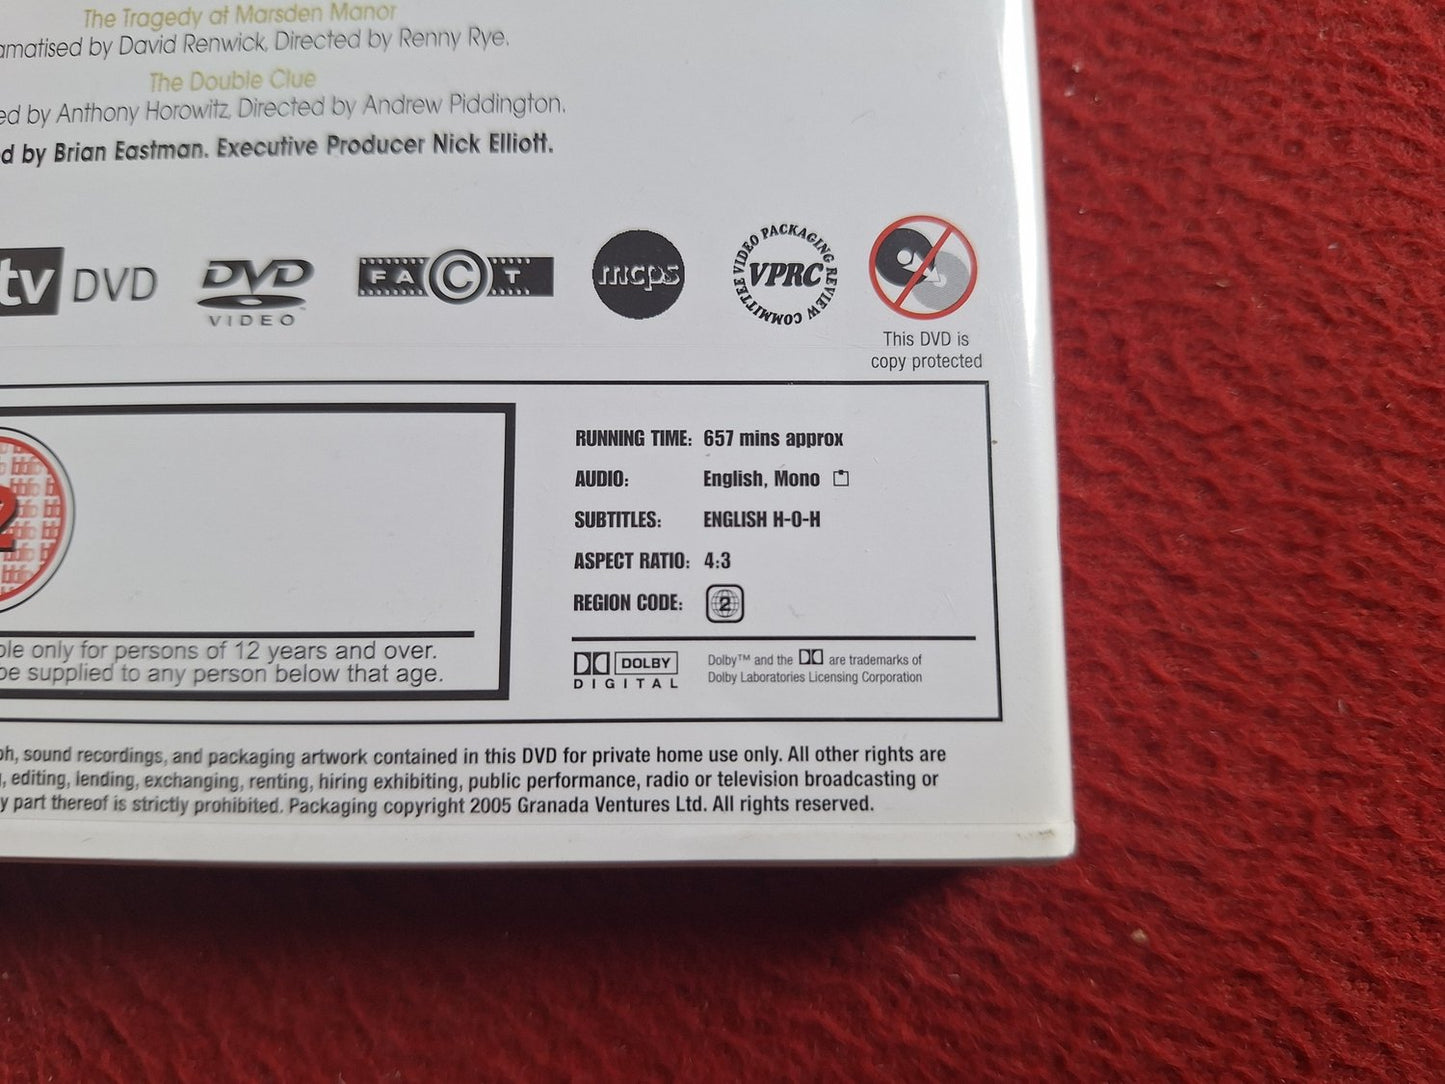 The Tragedy at Marsden Manor
amatised by David Renwick, Directed by Renny Rye.
The Double Clue
ed by Anthony Horowitz, Directed by Andrew Piddington.
d by Brian Eastman. Executive Producer Nick Elliott.
tv DVD
DVD VIDEO
FACT
mcps
VIDEO PACKAGING REVIEW COMMITTEE VPRC
This DVD is
copy protected
RUNNING TIME: 657 mins approx
AUDIO: English, Mono
SUBTITLES: ENGLISH H-O-H
ASPECT RATIO: 4:3
REGION CODE: 2
2
ble only for persons of 12 years and over.
be supplied to any person below that age.
DOLBY
DIGITAL
Dolby™ and the are trademarks of
Dolby Laboratories Licensing Corporation
ph, sound recordings, and packaging artwork contained in this DVD for private home use only. All other rights are
, editing, lending, exchanging, renting, hiring exhibiting, public performance, radio or television broadcasting or
y part thereof is strictly prohibited. Packaging copyright 2005 Granada Ventures Ltd. All rights reserved.